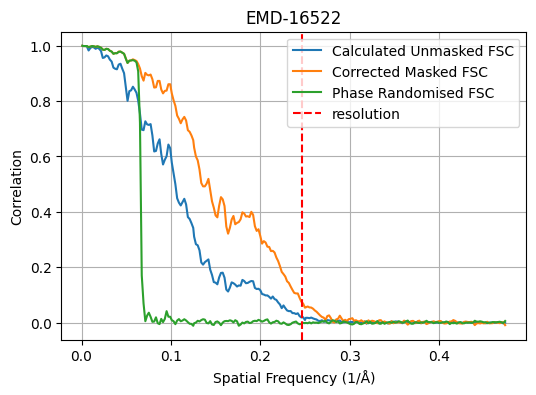 EMD-16522
Calculated Unmasked FSC
Corrected Masked FSC
Phase Randomised FSC
resolution
Correlation
1.0
0.8
0.6
0.4
0.2
0.0
0.0 0.1 0.2 0.3 0.4
Spatial Frequency (1/Å)